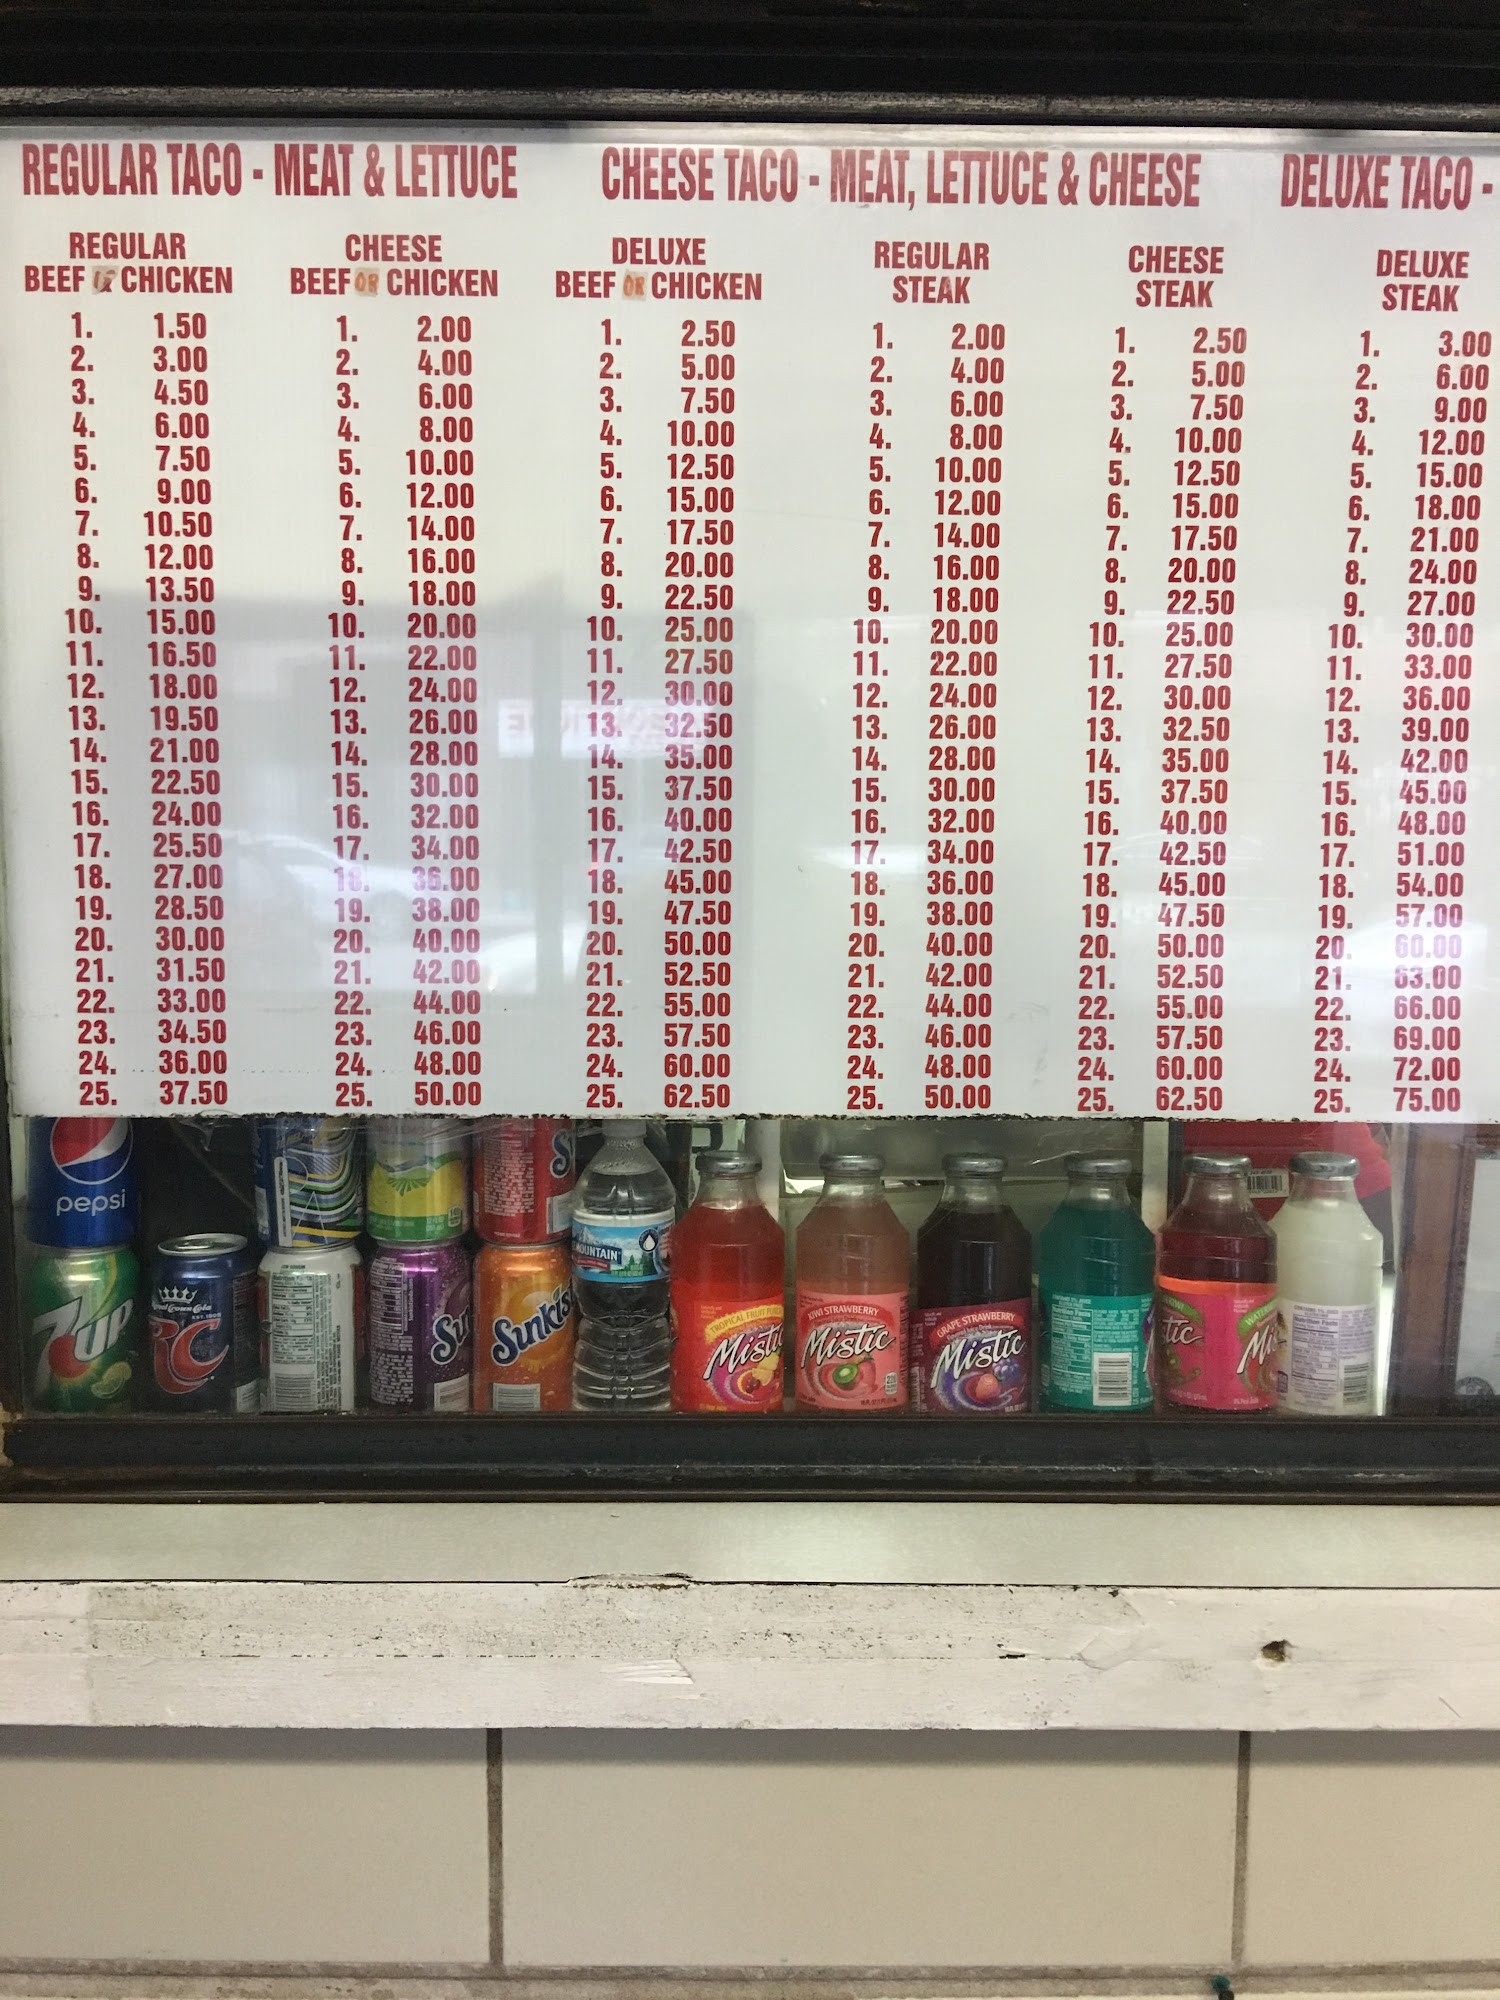 REGULAR TACO - MEAT & LETTUCE CHEESE TACO - MEAT, LETTUCE & CHEESE DELUXE TACO -
REGULAR CHEESE DELUXE REGULAR CHEESE DELUXE
BEEF OR CHICKEN BEEF OR CHICKEN BEEF OR CHICKEN STEAK STEAK STEAK
1. 1.50 1. 2.00 1. 2.50 1. 2.00 1. 2.50 1. 3.00
2. 3.00 2. 4.00 2. 5.00 2. 4.00 2. 5.00 2. 6.00
3. 4.50 3. 6.00 3. 7.50 3. 6.00 3. 7.50 3. 9.00
4. 6.00 4. 8.00 4. 10.00 4. 8.00 4. 10.00 4. 12.00
5. 7.50 5. 10.00 5. 12.50 5. 10.00 5. 12.50 5. 15.00
6. 9.00 6. 12.00 6. 15.00 6. 12.00 6. 15.00 6. 18.00
7. 10.50 7. 14.00 7. 17.50 7. 14.00 7. 17.50 7. 21.00
8. 12.00 8. 16.00 8. 20.00 8. 16.00 8. 20.00 8. 24.00
9. 13.50 9. 18.00 9. 22.50 9. 18.00 9. 22.50 9. 27.00
10. 15.00 10. 20.00 10. 25.00 10. 20.00 10. 25.00 10. 30.00
11. 16.50 11. 22.00 11. 27.50 11. 22.00 11. 27.50 11. 33.00
12. 18.00 12. 24.00 12. 30.00 12. 24.00 12. 30.00 12. 36.00
13. 19.50 13. 26.00 13. 32.50 13. 26.00 13. 32.50 13. 39.00
14. 21.00 14. 28.00 14. 35.00 14. 28.00 14. 35.00 14. 42.00
15. 22.50 15. 30.00 15. 37.50 15. 30.00 15. 37.50 15. 45.00
16. 24.00 16. 32.00 16. 40.00 16. 32.00 16. 40.00 16. 48.00
17. 25.50 17. 34.00 17. 42.50 17. 34.00 17. 42.50 17. 51.00
18. 27.00 18. 36.00 18. 45.00 18. 36.00 18. 45.00 18. 54.00
19. 28.50 19. 38.00 19. 47.50 19. 38.00 19. 47.50 19. 57.00
20. 30.00 20. 40.00 20. 50.00 20. 40.00 20. 50.00 20. 60.00
21. 31.50 21. 42.00 21. 52.50 21. 42.00 21. 52.50 21. 63.00
22. 33.00 22. 44.00 22. 55.00 22. 44.00 22. 55.00 22. 66.00
23. 34.50 23. 46.00 23. 57.50 23. 46.00 23. 57.50 23. 69.00
24. 36.00 24. 48.00 24. 60.00 24. 48.00 24. 60.00 24. 72.00
25. 37.50 25. 50.00 25. 62.50 25. 50.00 25. 62.50 25. 75.00
pepsi
MOUNTAIN
7UP
Royal Crown Cola
EST. 1905
RC
Su
Sunkis
TROPICAL FRUIT
Mistic
KIWI STRAWBERRY
Mistic
GRAPE STRAWBERRY
Mistic
Nutrition Facts
tic
Mi